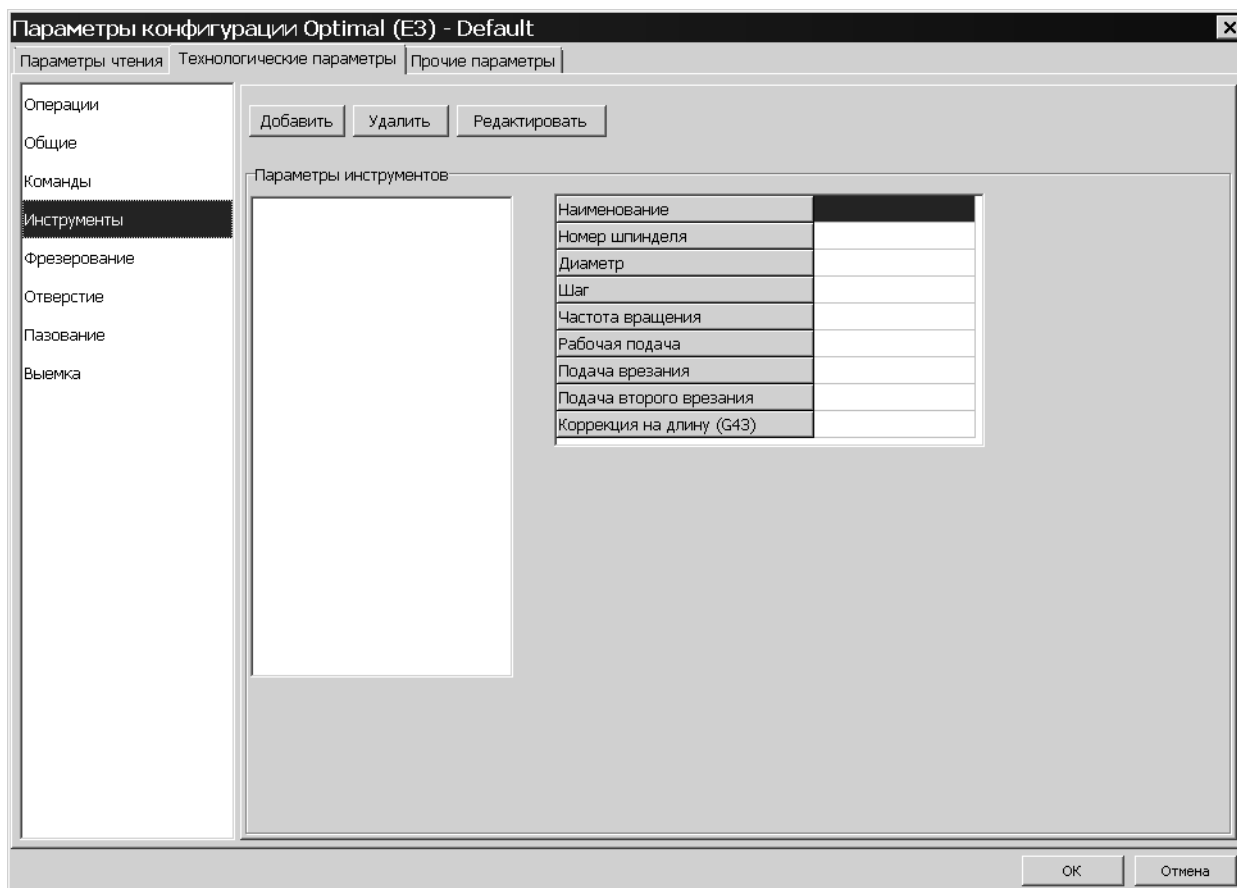 Параметры конфигурации Optimal (E3) - Default
Параметры чтения Технологические параметры Прочие параметры
Операции
Общие
Команды
Инструменты
Фрезерование
Отверстие
Пазование
Выемка
Добавить Удалить Редактировать
Параметры инструментов
Наименование
Номер шпинделя
Диаметр
Шаг
Частота вращения
Рабочая подача
Подача врезания
Подача второго врезания
Коррекция на длину (G43)
ОК Отмена